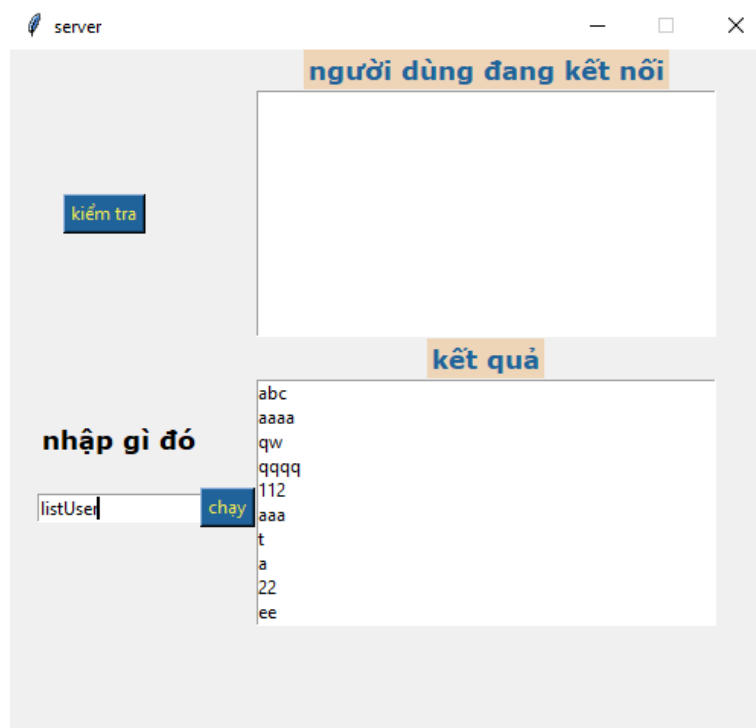 server
người dùng đang kết nối
kiểm tra
kết quả
nhập gì đó
listUser
chạy
abc
aaaa
qw
qqqq
112
aaa
t
a
22
ee